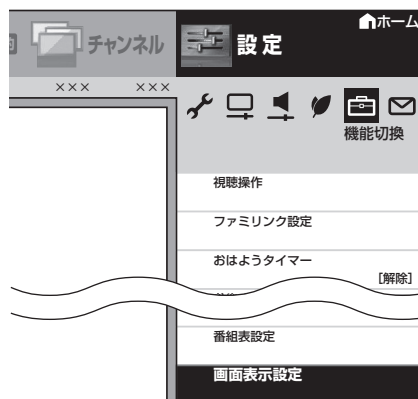 チャンネル
設定
ホーム
××× ×××
機能切換
視聴操作
ファミリンク設定
おはようタイマー
[解除]
番組表設定
画面表示設定